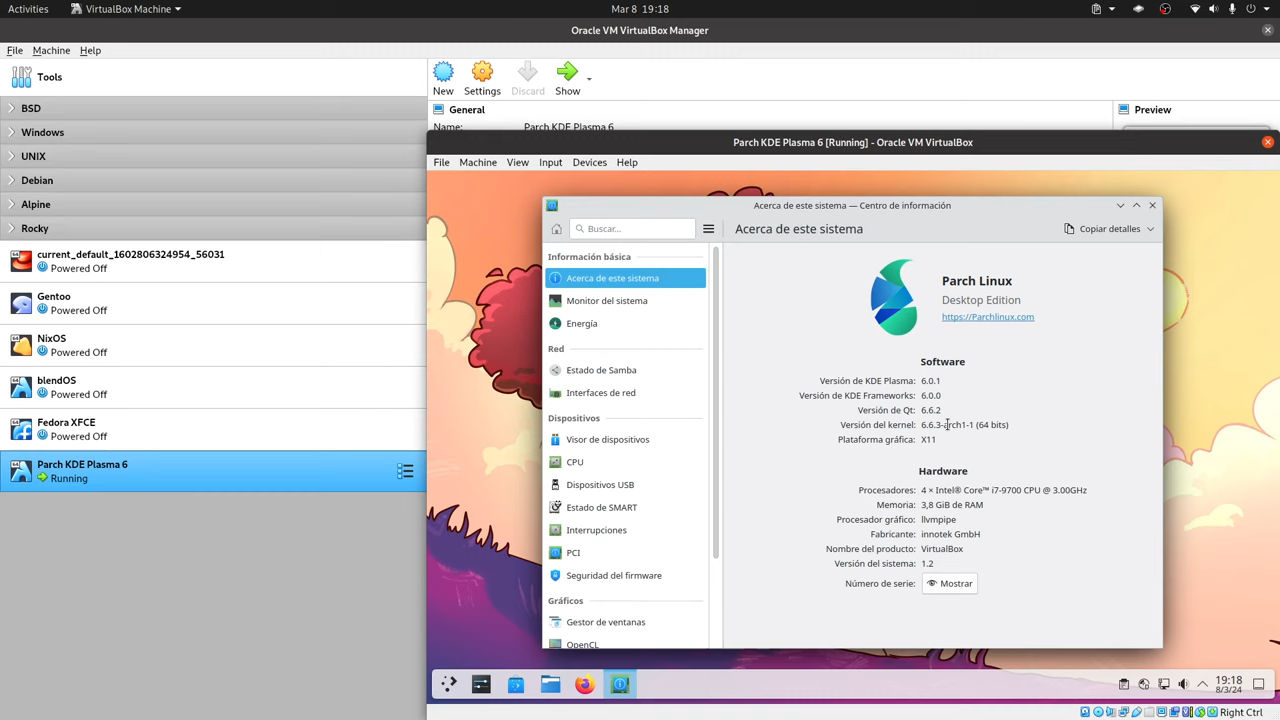 Activities VirtualBox Machine Mar 8 19:18
Oracle VM VirtualBox Manager
File Machine Help
Tools
New Settings Discard Show
BSD
Windows
UNIX
Debian
Alpine
Rocky
current_default_1602806324954_56031
Powered Off
Gentoo
Powered Off
NixOS
Powered Off
blendOS
Powered Off
Fedora XFCE
Powered Off
Parch KDE Plasma 6
Running
General
Preview
Name: Parch KDE Plasma 6
Parch KDE Plasma 6 [Running] - Oracle VM VirtualBox
File Machine View Input Devices Help
Acerca de este sistema — Centro de información
Buscar...
Acerca de este sistema
Copiar detalles
Información básica
Acerca de este sistema
Monitor del sistema
Energía
Red
Estado de Samba
Interfaces de red
Dispositivos
Visor de dispositivos
CPU
Dispositivos USB
Estado de SMART
Interrupciones
PCI
Seguridad del firmware
Gráficos
Gestor de ventanas
OpenCL
Parch Linux
Desktop Edition
https://Parchlinux.com
Software
Versión de KDE Plasma: 6.0.1
Versión de KDE Frameworks: 6.0.0
Versión de Qt: 6.6.2
Versión del kernel: 6.6.3-arch1-1 (64 bits)
Plataforma gráfica: X11
Hardware
Procesadores: 4 × Intel® Core™ i7-9700 CPU @ 3.00GHz
Memoria: 3,8 GiB de RAM
Procesador gráfico: llvmpipe
Fabricante: innotek GmbH
Nombre del producto: VirtualBox
Versión del sistema: 1.2
Número de serie: Mostrar
19:18
8/3/24
Right Ctrl